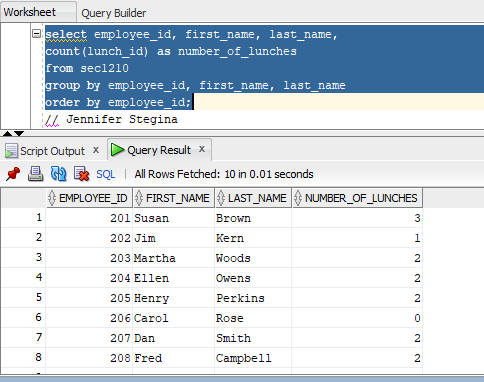 Worksheet Query Builder
select employee_id, first_name, last_name,
count(lunch_id) as number_of_lunches
from sec1210
group by employee_id, first_name, last_name
order by employee_id;
// Jennifer Stegina
Script Output x Query Result x
SQL | All Rows Fetched: 10 in 0.01 seconds
EMPLOYEE_ID FIRST_NAME LAST_NAME NUMBER_OF_LUNCHES
1 201 Susan Brown 3
2 202 Jim Kern 1
3 203 Martha Woods 2
4 204 Ellen Owens 2
5 205 Henry Perkins 2
6 206 Carol Rose 0
7 207 Dan Smith 2
8 208 Fred Campbell 2